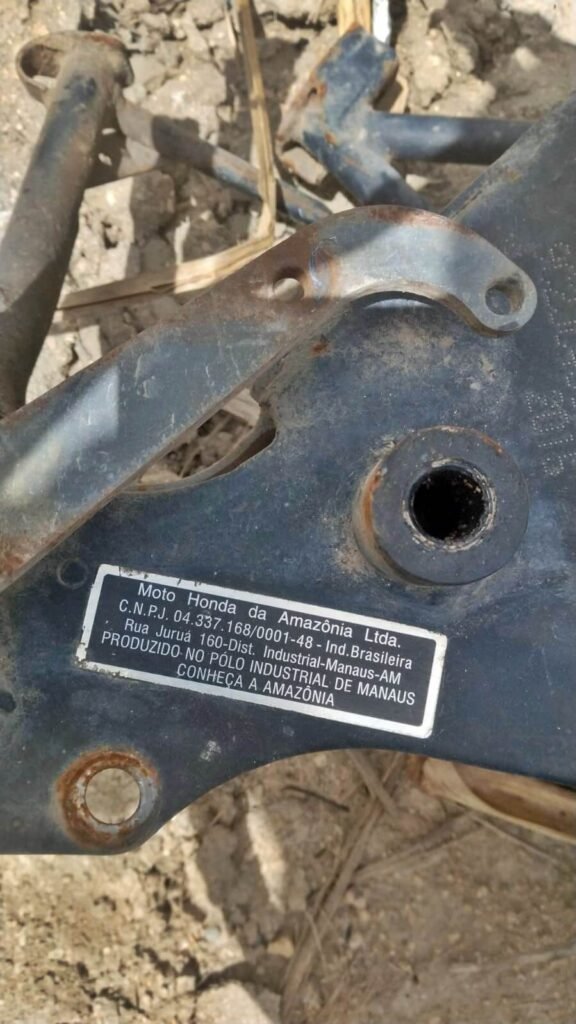 Moto Honda da Amazônia Ltda.
C.N.P.J. 04.337.168/0001-48 - Ind.Brasileira
Rua Juruá 160-Dist. Industrial-Manaus-AM
PRODUZIDO NO PÓLO INDUSTRIAL DE MANAUS
CONHEÇA A AMAZÔNIA